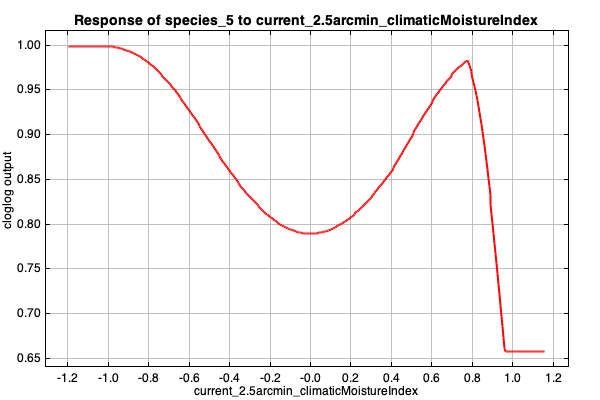 Response of species_5 to current_2.5arcmin_climaticMoistureIndex
1.00
0.95
0.90
0.85
0.80
0.75
0.70
0.65
cloglog output
-1.2 -1.0 -0.8 -0.6 -0.4 -0.2 -0.0 0.2 0.4 0.6 0.8 1.0 1.2
current_2.5arcmin_climaticMoistureIndex